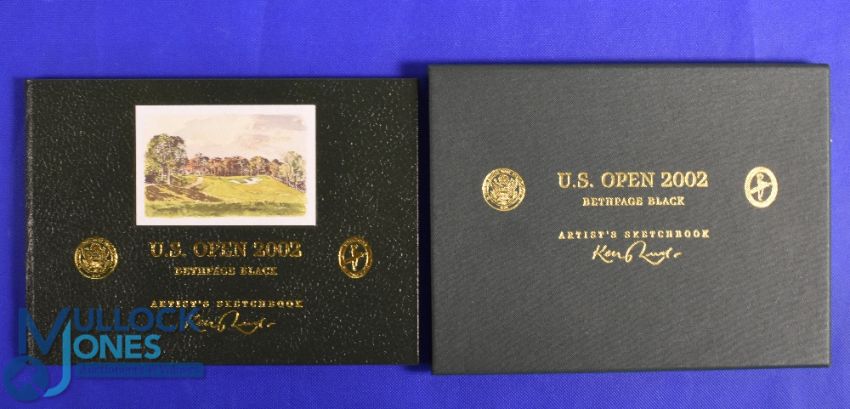 U.S. OPEN 2002
BETHPAGE BLACK
ARTIST'S SKETCHBOOK
U.S. OPEN 2002
BETHPAGE BLACK
ARTIST'S SKETCHBOOK
MULLOCK
JONES